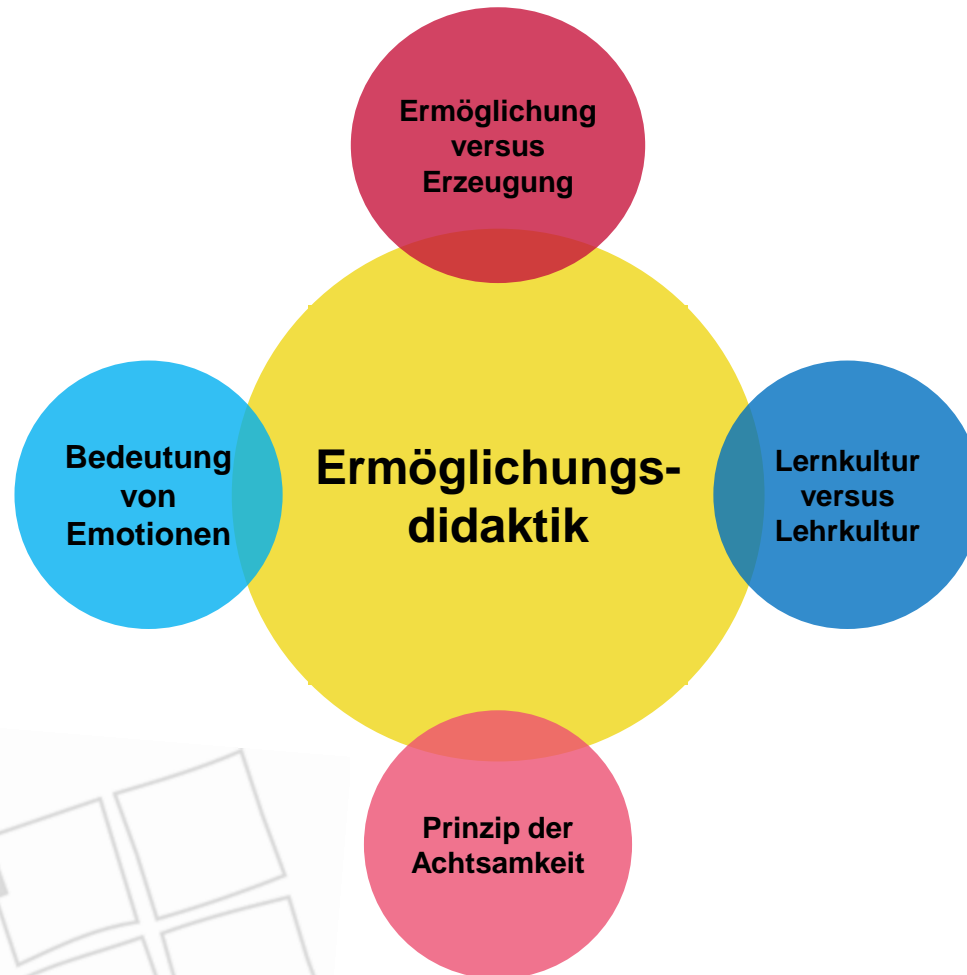 Ermöglichung
versus
Erzeugung
Bedeutung
von
Emotionen
Ermöglichungs-
didaktik
Lernkultur
versus
Lehrkultur
Prinzip der
Achtsamkeit